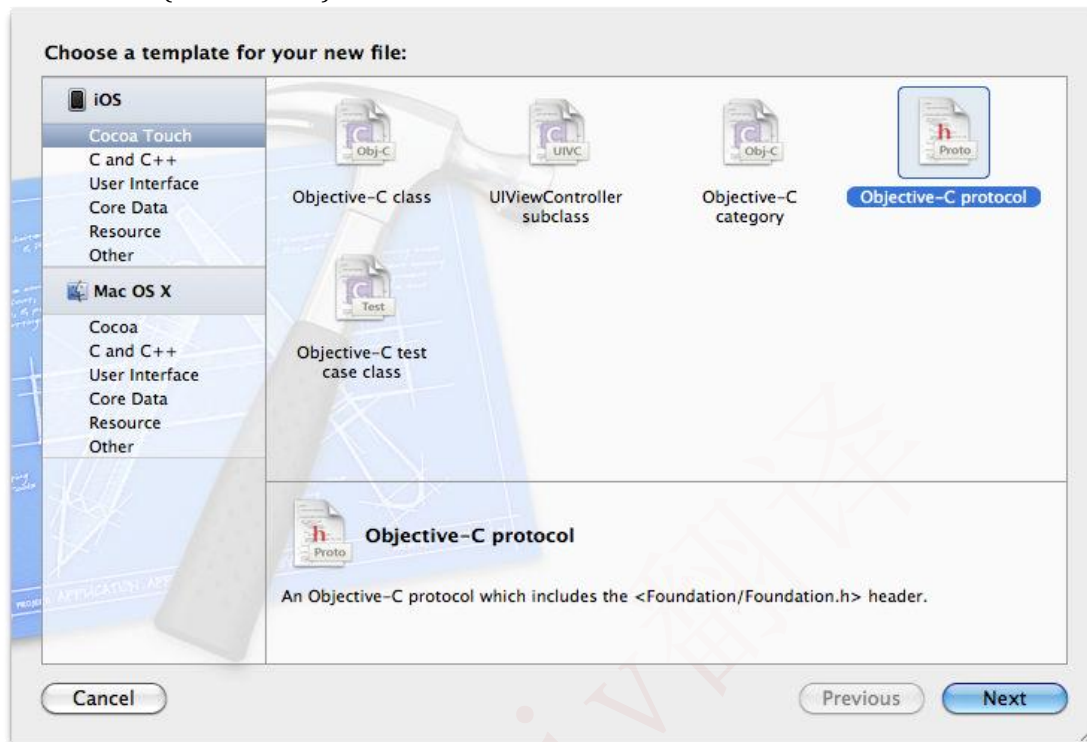 Choose a template for your new file:
iOS
Cocoa Touch
C and C++
User Interface
Core Data
Resource
Other
Mac OS X
Cocoa
C and C++
User Interface
Core Data
Resource
Other
Obj-C
UIVC
Obj-C
h
Proto
Objective-C class
UIViewController
subclass
Objective-C
category
Objective-C protocol
Test
Objective-C test
case class
h
Proto
Objective-C protocol
An Objective-C protocol which includes the <Foundation/Foundation.h> header.
Cancel
Previous
Next